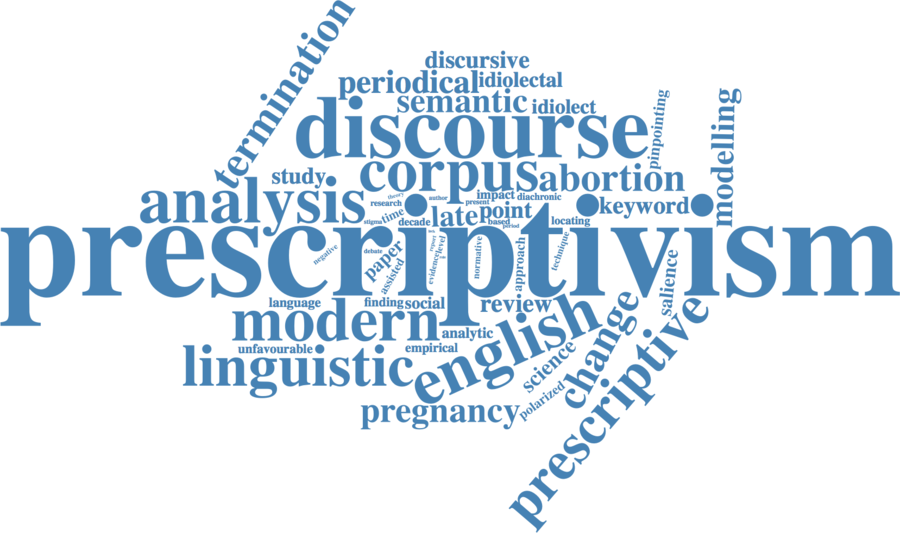 termination
discursive
periodical
idiolectal
semantic
idiolect
pinpointing
modelling
discourse
study
corpus
abortion
analysis
theory
research
author
impact
diachronic
present
keyword
stigma
time
decade
late
point
based
period
locating
prescriptivism
negative
debate
paper
assisted
report
evidence
level
normative
approach
technique
salience
language
finding
social
review
modern
analytic
english
change
unfavourable
empirical
science
linguistic
polarized
prescriptive
pregnancy